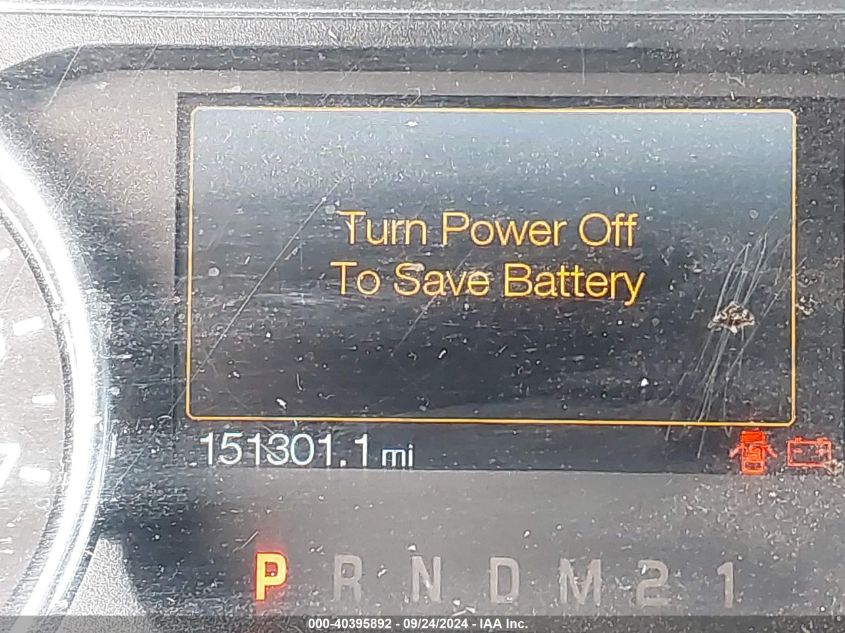 Turn Power Off
To Save Battery
151301.1 mi
P R N D M 2 1
000-40395892 - 09/24/2024 - IAA Inc.